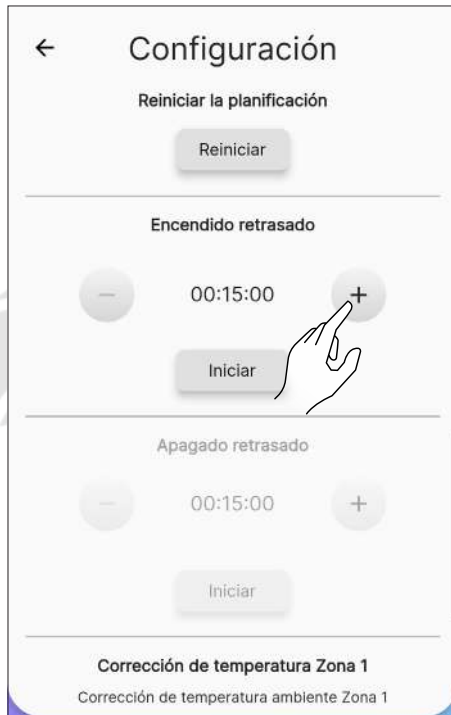 ← Configuración
Reiniciar la planificación
Reiniciar
Encendido retrasado
− 00:15:00 +
Iniciar
Apagado retrasado
− 00:15:00 +
Iniciar
Corrección de temperatura Zona 1
Corrección de temperatura ambiente Zona 1